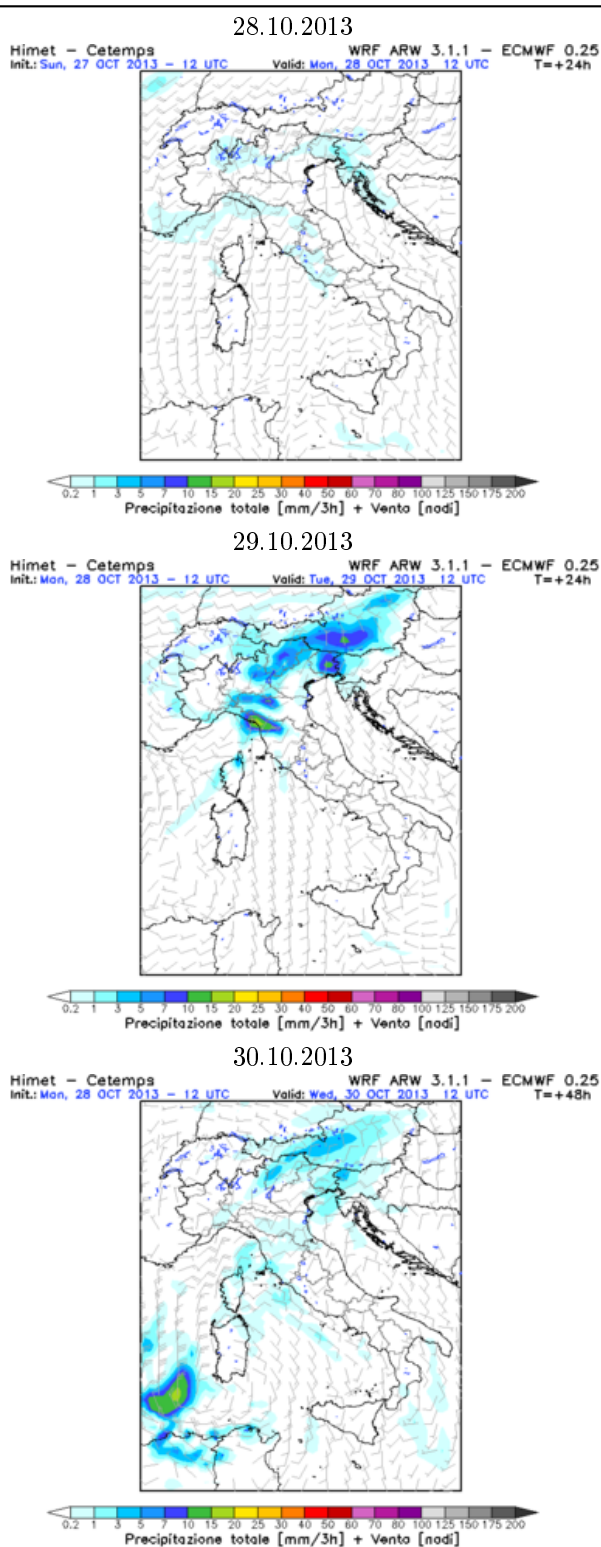 28.10.2013
Himet – Cetemps WRF ARW 3.1.1 – ECMWF 0.25
Init.: Sun, 27 OCT 2013 – 12 UTC Valid: Mon, 28 OCT 2013 12 UTC T=+24h
0.2 1 3 5 7 10 15 20 25 30 40 50 60 70 80 100 125 150 175 200
Precipitazione totale [mm/3h] + Vento [nodi]
29.10.2013
Himet – Cetemps WRF ARW 3.1.1 – ECMWF 0.25
Init.: Mon, 28 OCT 2013 – 12 UTC Valid: Tue, 29 OCT 2013 12 UTC T=+24h
0.2 1 3 5 7 10 15 20 25 30 40 50 60 70 80 100 125 150 175 200
Precipitazione totale [mm/3h] + Vento [nodi]
30.10.2013
Himet – Cetemps WRF ARW 3.1.1 – ECMWF 0.25
Init.: Mon, 28 OCT 2013 – 12 UTC Valid: Wed, 30 OCT 2013 12 UTC T=+48h
0.2 1 3 5 7 10 15 20 25 30 40 50 60 70 80 100 125 150 175 200
Precipitazione totale [mm/3h] + Vento [nodi]